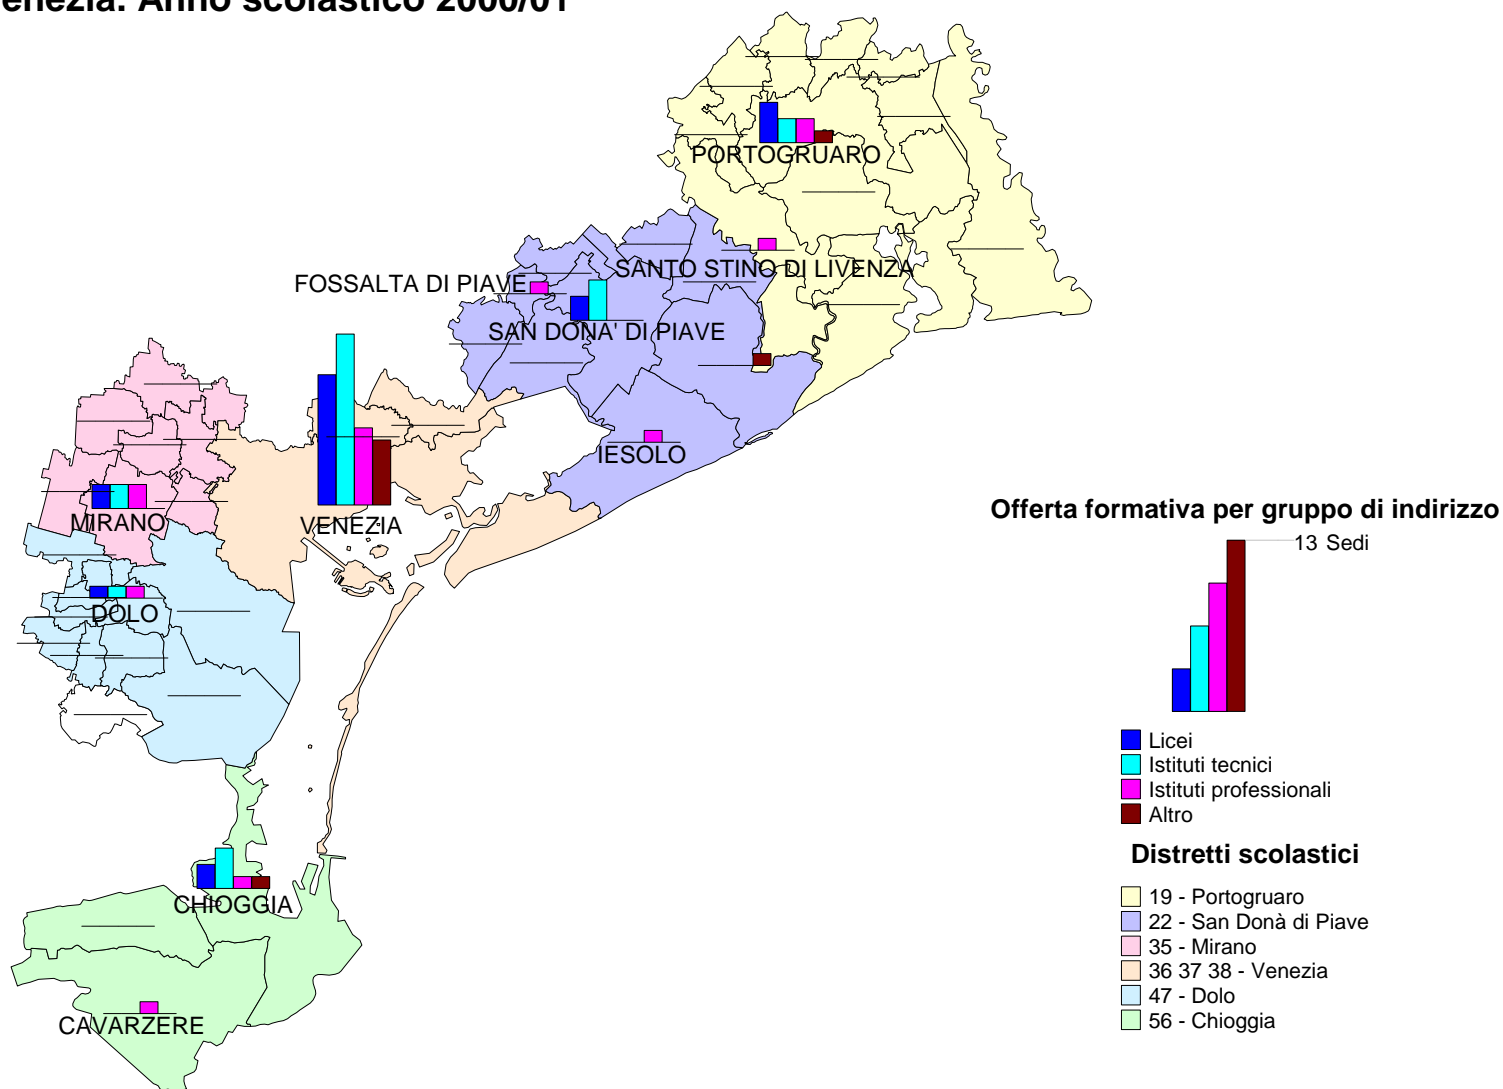 enezia. Anno scolastico 2000/01
PORTOGRUARO
SANTO STINO DI LIVENZA
FOSSALTA DI PIAVE
SAN DONA' DI PIAVE
IESOLO
MIRANO
VENEZIA
DOLO
CHIOGGIA
CAVARZERE
Offerta formativa per gruppo di indirizzo
13 Sedi
Licei
Istituti tecnici
Istituti professionali
Altro
Distretti scolastici
19 - Portogruaro
22 - San Donà di Piave
35 - Mirano
36 37 38 - Venezia
47 - Dolo
56 - Chioggia